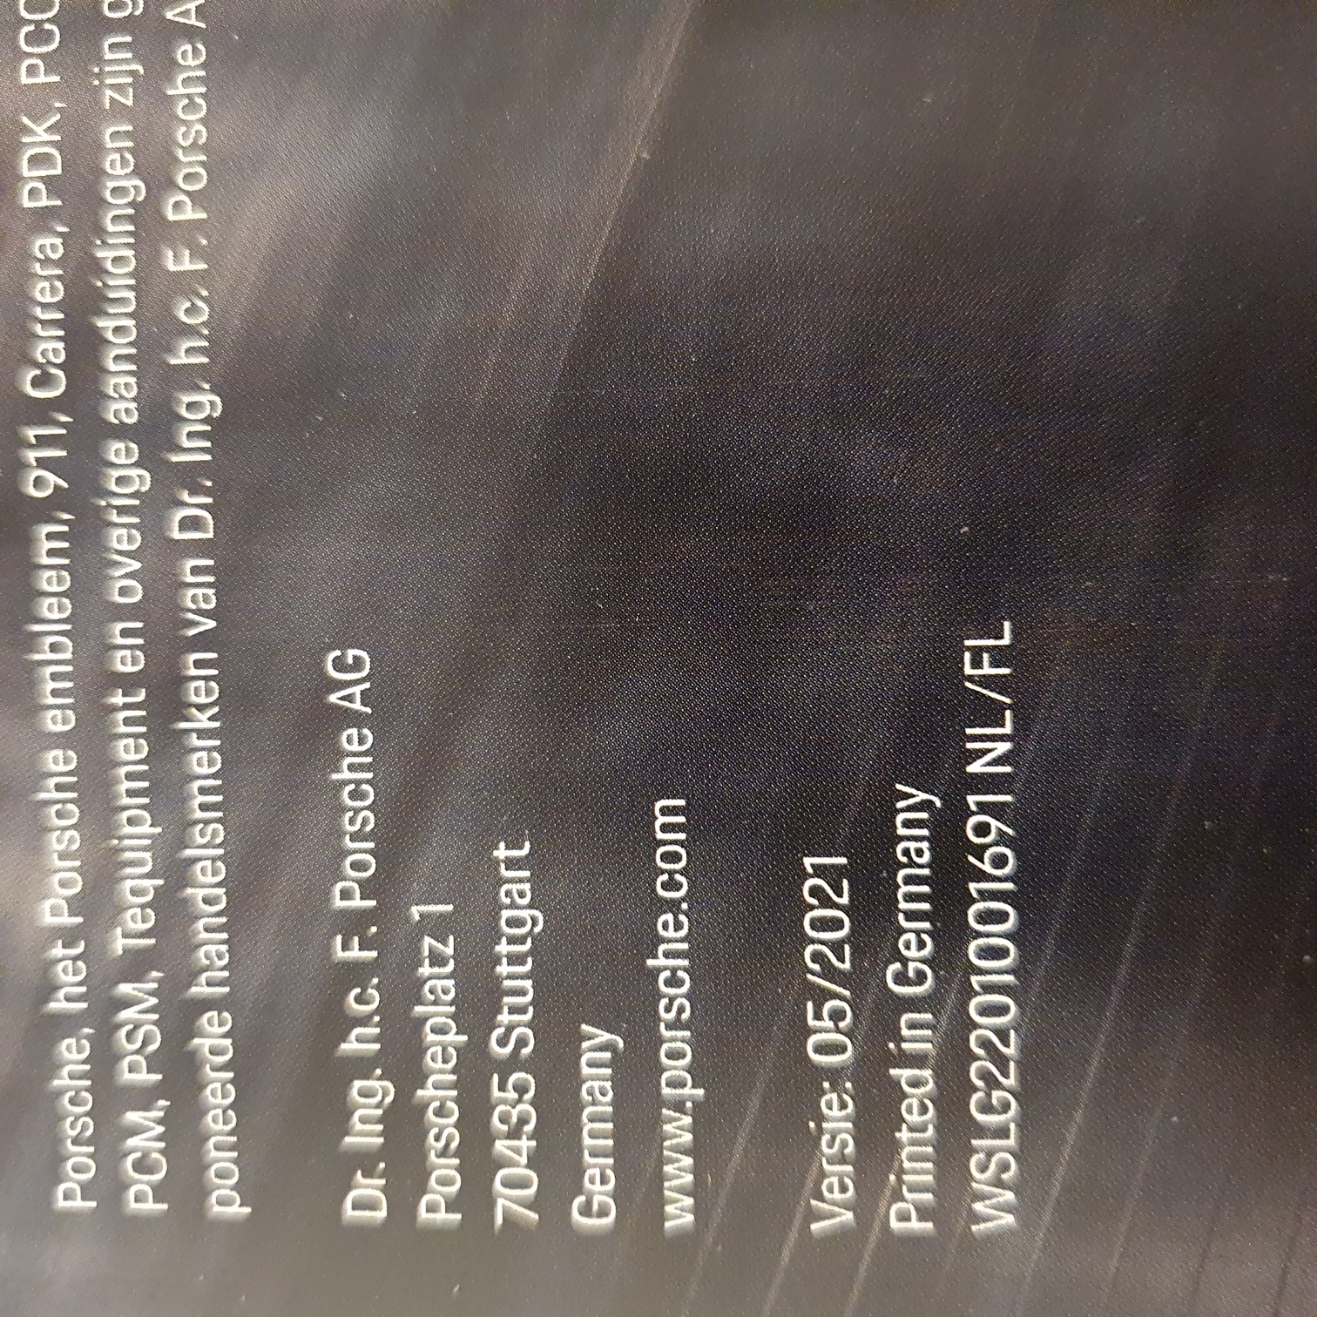 Porsche, het Porsche embleem, 911, Carrera, PDK,
PCM, PSM, Tequipment en overige aanduidingen zijn
poneerde handelsmerken van Dr. Ing. h.c. F. Porsche
Dr. Ing. h.c. F. Porsche AG
Porscheplatz 1
70435 Stuttgart
Germany
www.porsche.com
Versie: 05/2021
Printed in Germany
WSLG2201001691 NL/FL